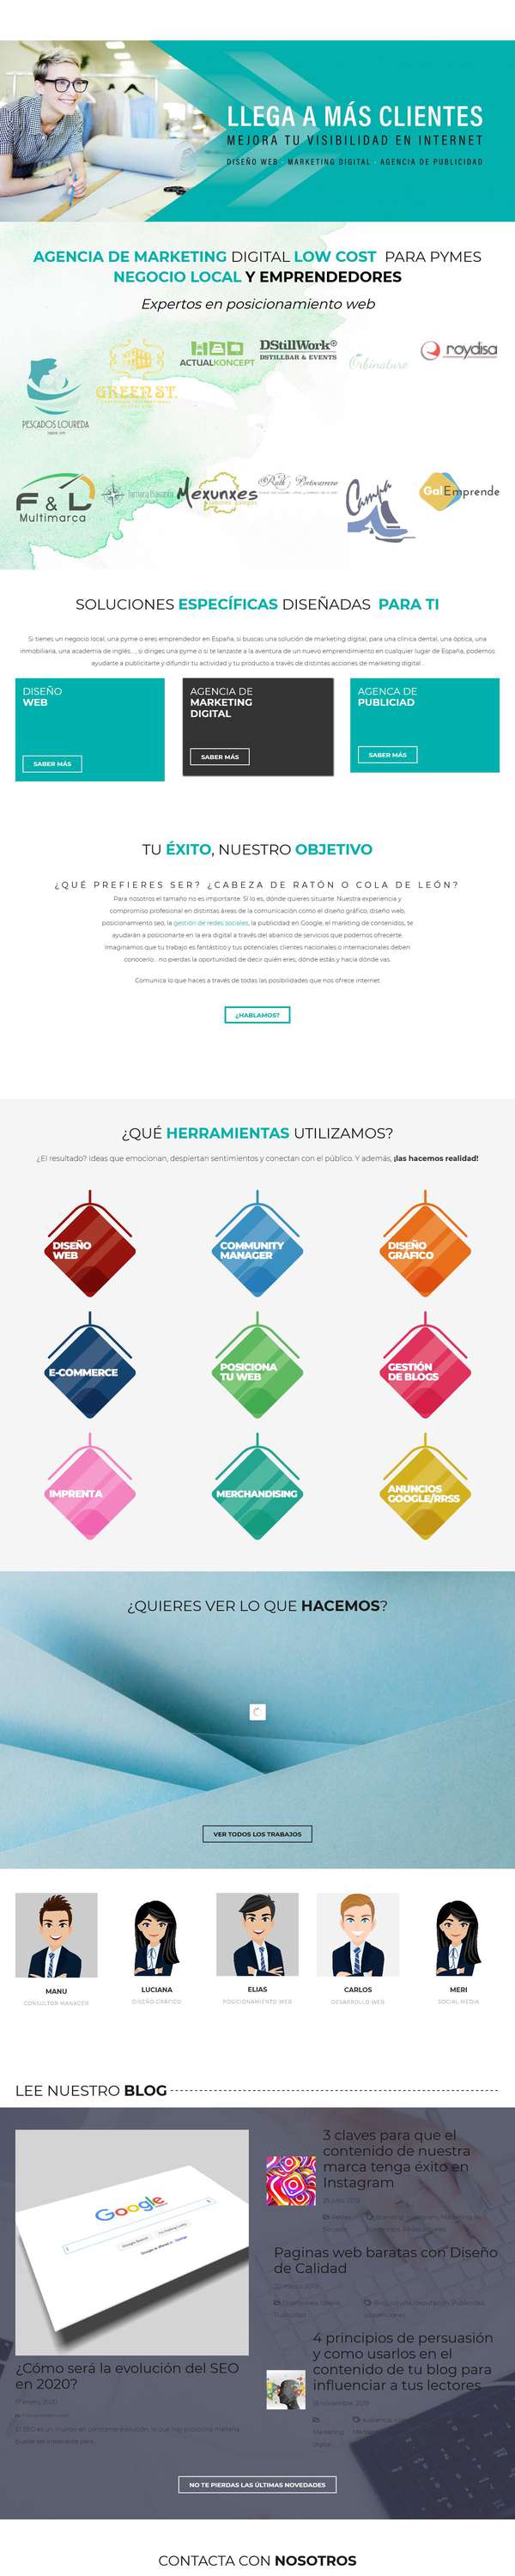 LLEGA A MÁS CLIENTES
MEJORA TU VISIBILIDAD EN INTERNET
DISEÑO WEB · MARKETING DIGITAL · AGENCIA DE PUBLICIDAD
AGENCIA DE MARKETING DIGITAL LOW COST PARA PYMES
NEGOCIO LOCAL Y EMPRENDEDORES
Expertos en posicionamiento web
PESCADOS LOUREDA
GREEN ST.
ACTUALKONCEPT
DStillWork®
DISTILLBAR & EVENTS
Orbinature
roydisa
F & L
Multimarca
Mexunxes
Campa
GalEmprende
SOLUCIONES ESPECÍFICAS DISEÑADAS PARA TI
Si tienes un negocio local, una pyme o eres emprendedor en España, si buscas una solución de marketing digital, para una clínica dental, una óptica, una
inmobiliaria, una academia de inglés..., si diriges una pyme o si te lanzaste a la aventura de un nuevo emprendimiento en cualquier lugar de España, podemos
ayudarte a publicitarte y difundir tu actividad y tu producto a través de distintas acciones de marketing digital .
DISEÑO
WEB
SABER MÁS
AGENCIA DE
MARKETING
DIGITAL
SABER MÁS
AGENCA DE
PUBLICIAD
SABER MÁS
TU ÉXITO, NUESTRO OBJETIVO
¿QUÉ PREFIERES SER? ¿CABEZA DE RATÓN O COLA DE LEÓN?
Para nosotros el tamaño no es importante. Sí lo es, dónde quieres situarte. Nuestra experiencia y
compromiso profesional en distintas áreas de la comunicación como el diseño gráfico, diseño web,
posicionamiento seo, la gestión de redes sociales, la publicidad en Google, el markting de contenidos, te
ayudarán a posicionarte en la era digital a través del abanico de servicios que podemos ofrecerte.
Imaginamos que tu trabajo es fantástico y tus potenciales clientes nacionales o internacionales deben
conocerlo... no pierdas la oportunidad de decir quién eres, dónde estás y hacia dónde vas.
Comunica lo que haces a través de todas las posibilidades que nos ofrece internet
¿HABLAMOS?
¿QUÉ HERRAMIENTAS UTILIZAMOS?
¿El resultado? Ideas que emocionan, despiertan sentimientos y conectan con el público. Y además, ¡las hacemos realidad!
DISEÑO
WEB
COMMUNITY
MANAGER
DISEÑO
GRÁFICO
E-COMMERCE
POSICIONA
TU WEB
GESTIÓN
DE BLOGS
IMPRENTA
MERCHANDISING
ANUNCIOS
GOOGLE/RRSS
¿QUIERES VER LO QUE HACEMOS?
VER TODOS LOS TRABAJOS
MANU
CONSULTOR MANAGER
LUCIANA
DISEÑO GRÁFICO
ELIAS
POSICIONAMIENTO WEB
CARLOS
DESARROLLO WEB
MERI
SOCIAL MEDIA
LEE NUESTRO BLOG
Google
¿Cómo será la evolución del SEO
en 2020?
3 claves para que el
contenido de nuestra
marca tenga éxito en
Instagram
Paginas web baratas con Diseño
de Calidad
4 principios de persuasión
y como usarlos en el
contenido de tu blog para
influenciar a tus lectores
NO TE PIERDAS LAS ÚLTIMAS NOVEDADES
CONTACTA CON NOSOTROS